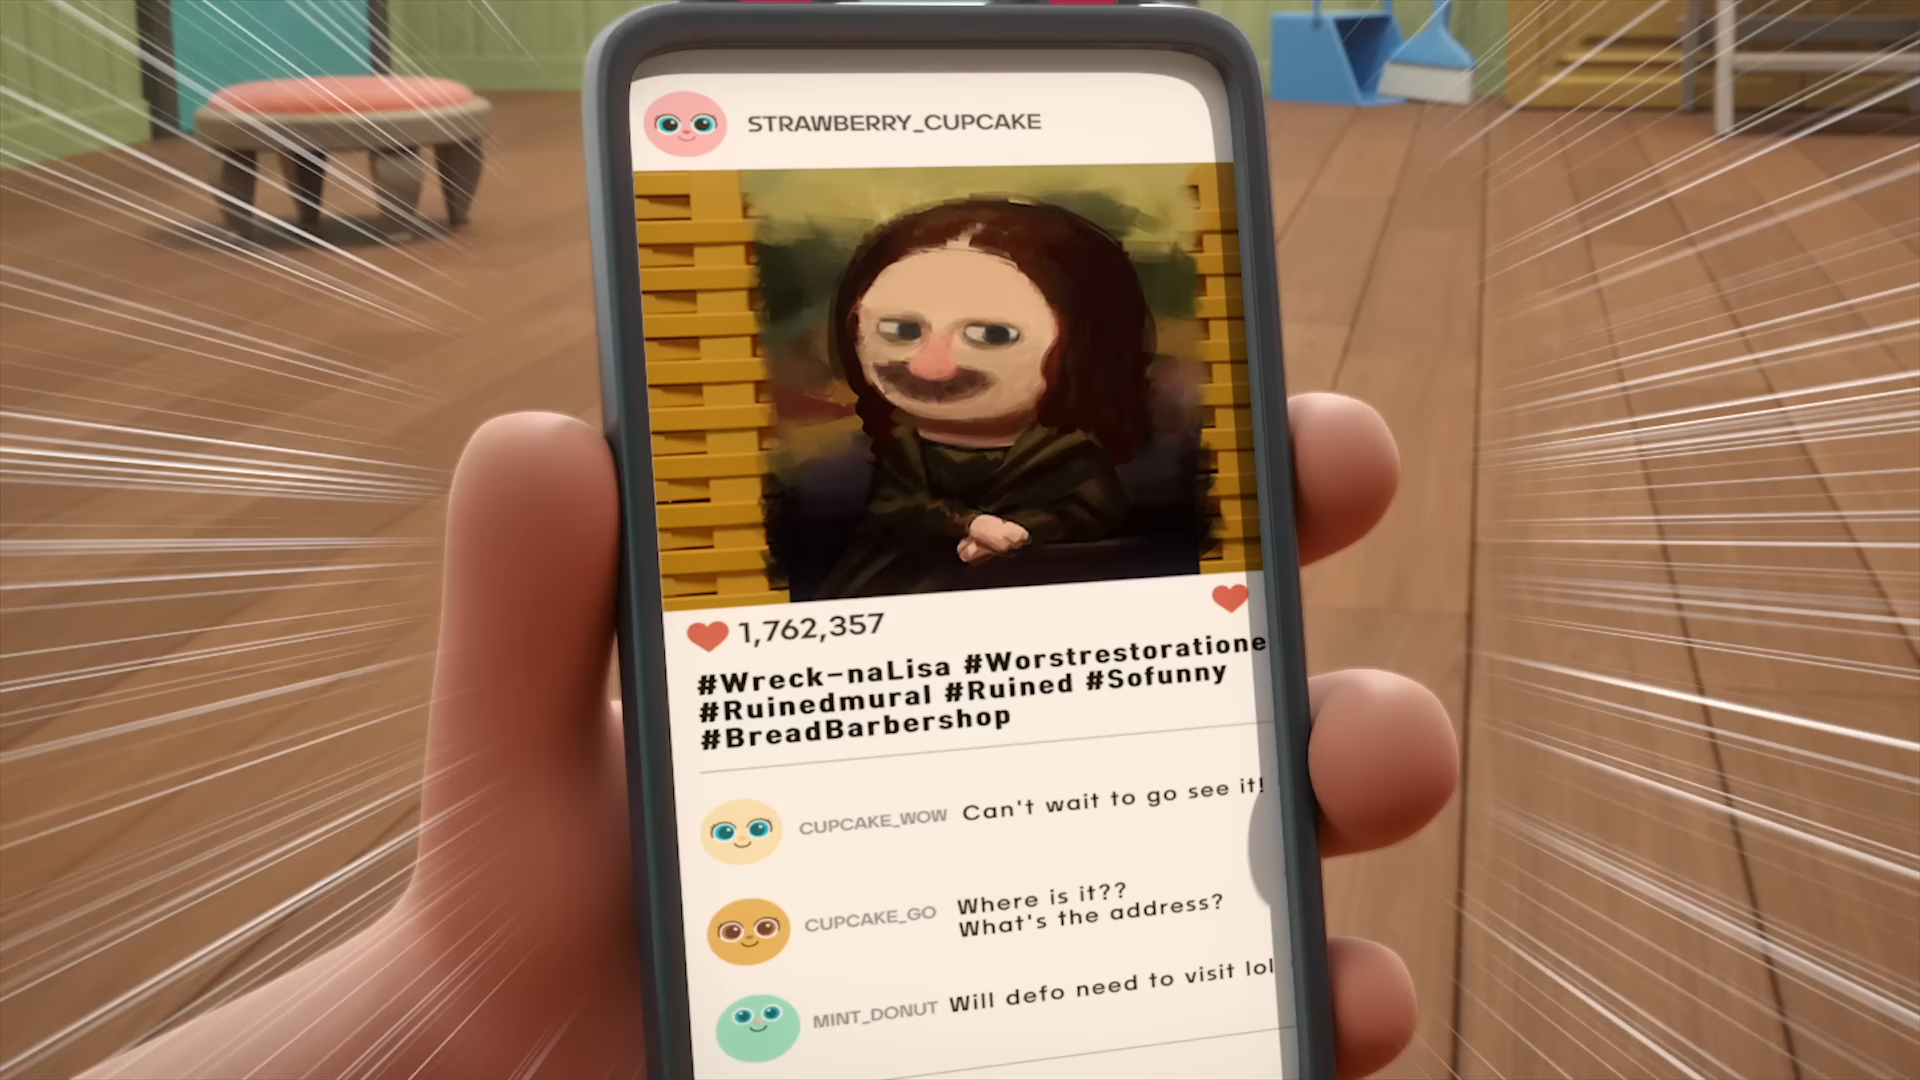 STRAWBERRY_CUPCAKE
1,762,357
#Wreck-naLisa #Worstrestoratione
#Ruinedmural #Ruined #Sofunny
#BreadBarbershop
CUPCAKE_WOW Can't wait to go see it!
CUPCAKE_GO Where is it??
What's the address?
MINT_DONUT Will defo need to visit lol